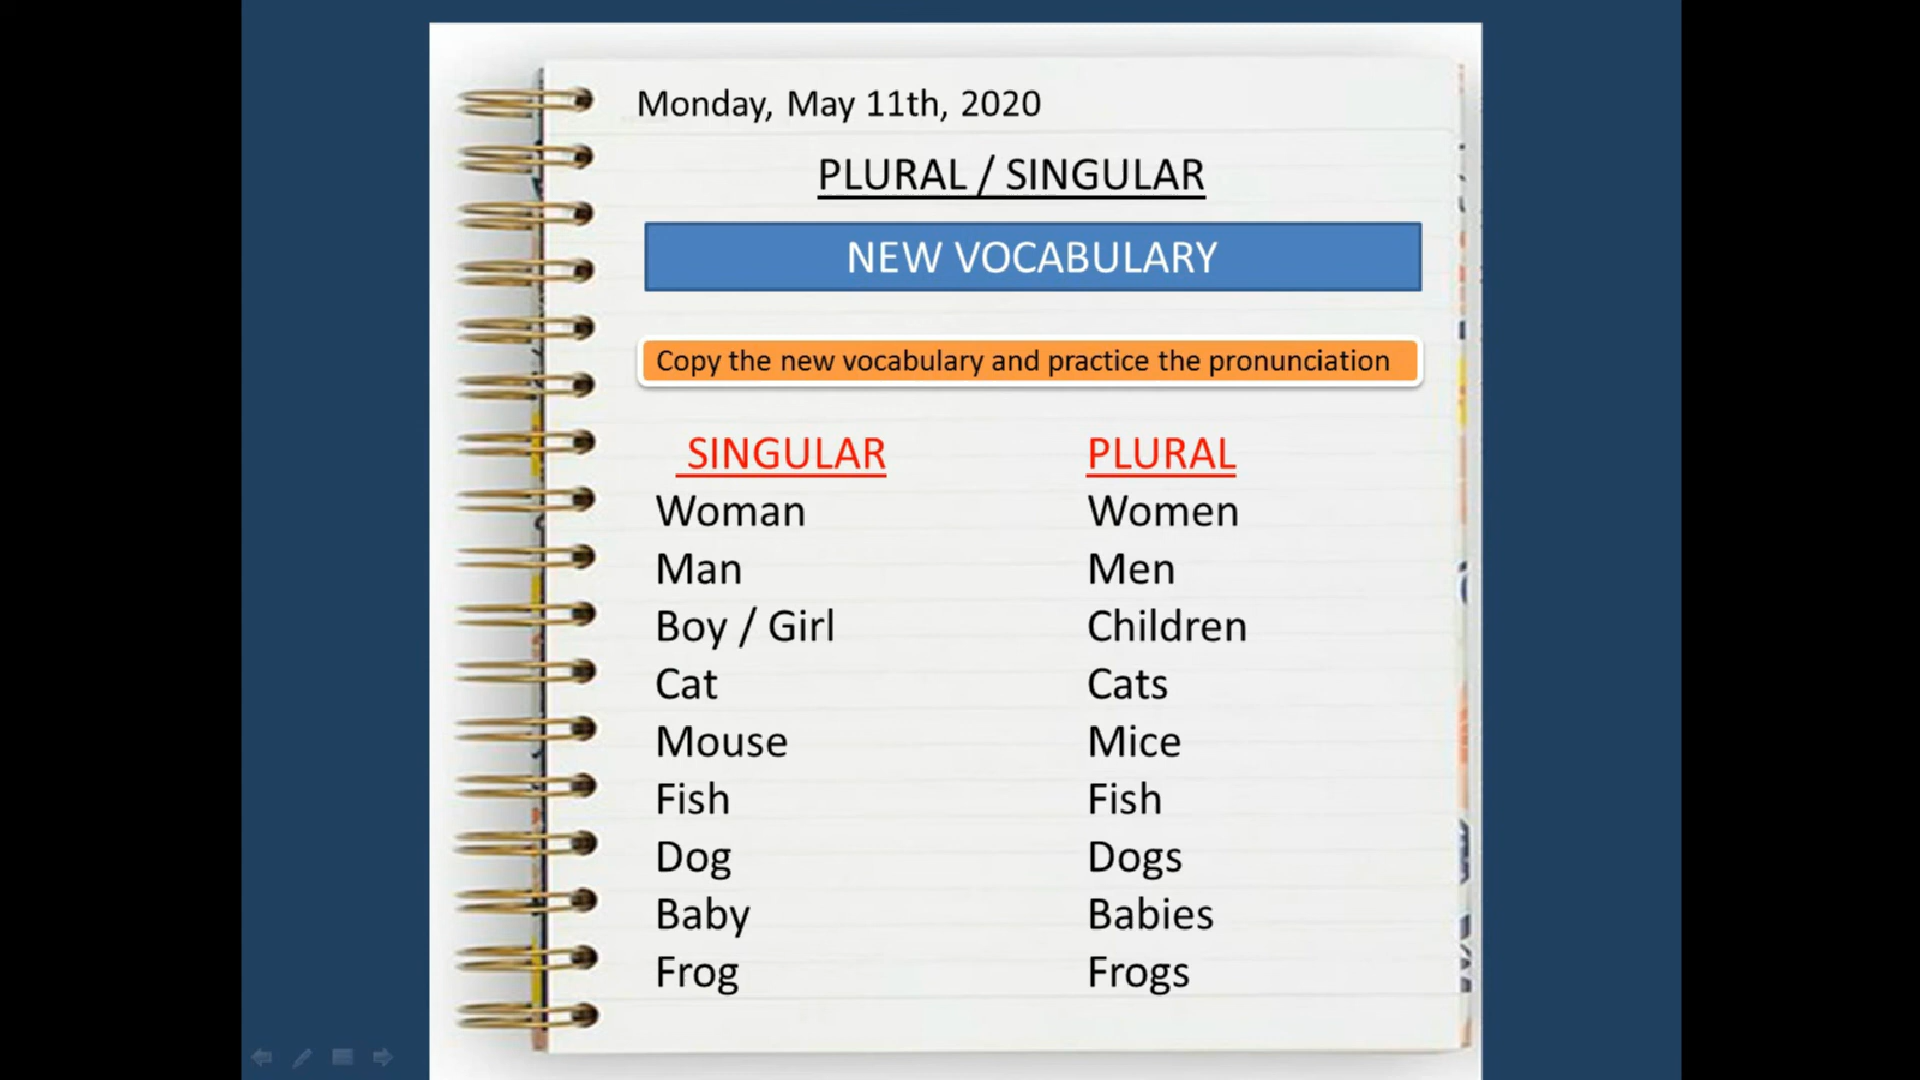 Monday, May 11th, 2020
PLURAL / SINGULAR
NEW VOCABULARY
Copy the new vocabulary and practice the pronunciation
SINGULAR PLURAL
Woman Women
Man Men
Boy / Girl Children
Cat Cats
Mouse Mice
Fish Fish
Dog Dogs
Baby Babies
Frog Frogs